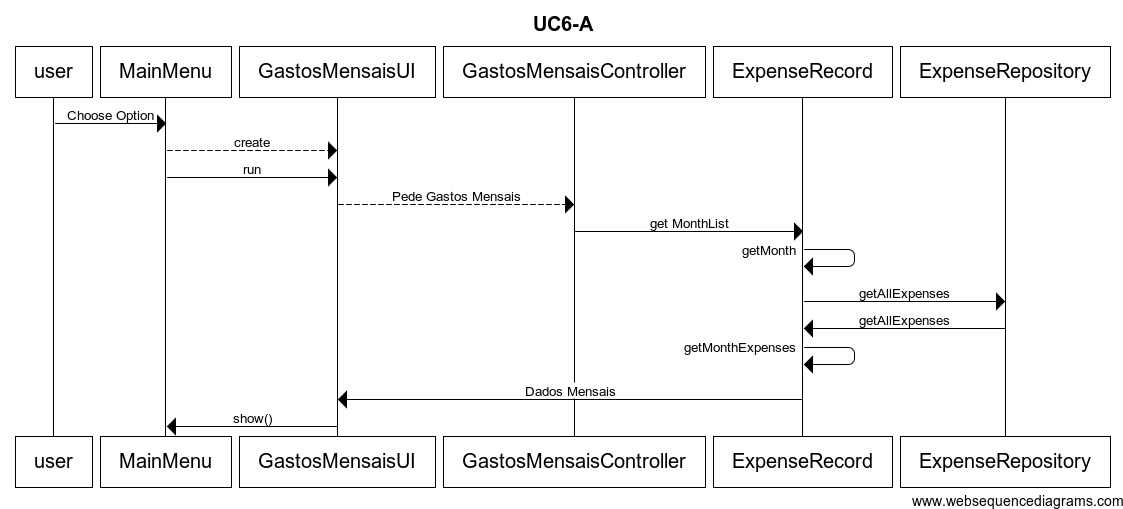 UC6-A
user MainMenu GastosMensaisUI GastosMensaisController ExpenseRecord ExpenseRepository
Choose Option
create
run
Pede Gastos Mensais
get MonthList
getMonth
getAllExpenses
getAllExpenses
getMonthExpenses
Dados Mensais
show()
user MainMenu GastosMensaisUI GastosMensaisController ExpenseRecord ExpenseRepository
www.websequencediagrams.com